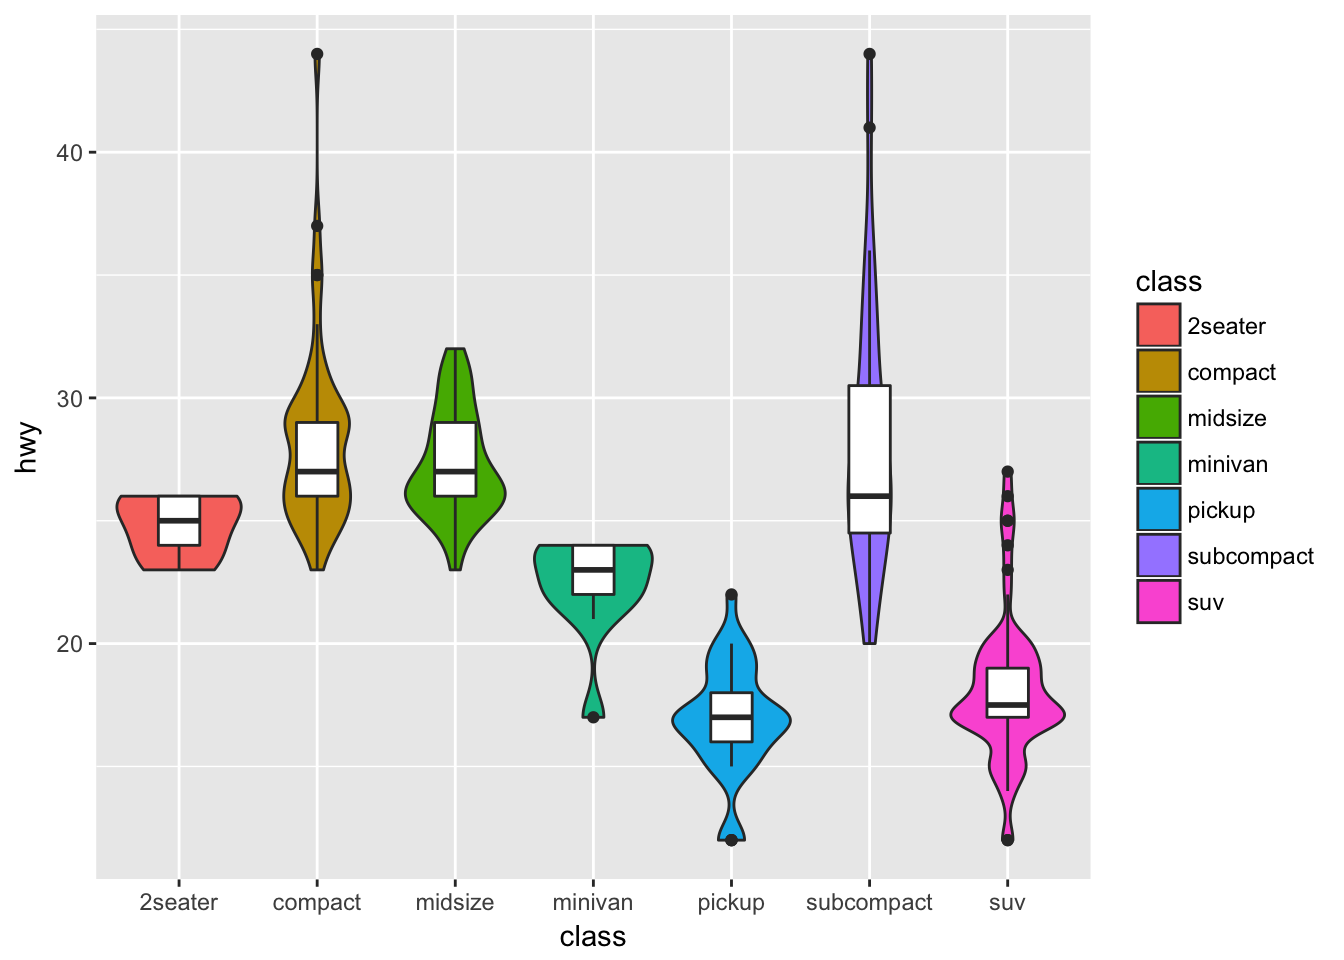 40
30
20
hwy
2seater compact midsize minivan pickup subcompact suv
class
class
2seater
compact
midsize
minivan
pickup
subcompact
suv